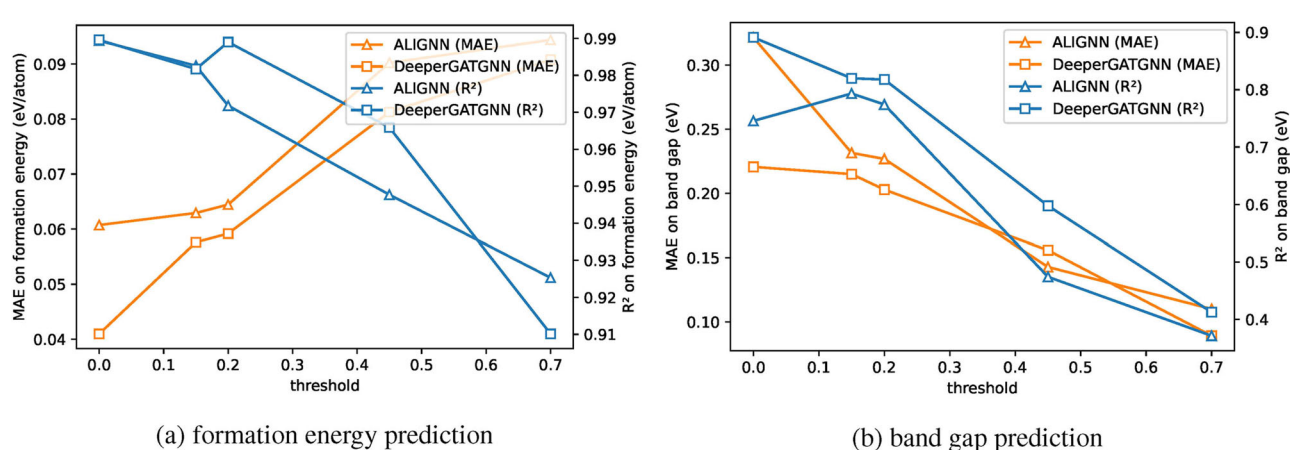 MAE on formation energy (eV/atom)
0.09
0.08
0.07
0.06
0.05
0.04
ALIGNN (MAE)
DeeperGATGNN (MAE)
ALIGNN (R²)
DeeperGATGNN (R²)
0.99
0.98
0.97
0.96
0.95
0.94
0.93
0.92
0.91
R² on formation energy (eV/atom)
0.0 0.1 0.2 0.3 0.4 0.5 0.6 0.7
threshold
(a) formation energy prediction
MAE on band gap (eV)
0.30
0.25
0.20
0.15
0.10
ALIGNN (MAE)
DeeperGATGNN (MAE)
ALIGNN (R²)
DeeperGATGNN (R²)
0.9
0.8
0.7
0.6
0.5
0.4
R² on band gap (eV)
0.0 0.1 0.2 0.3 0.4 0.5 0.6 0.7
threshold
(b) band gap prediction